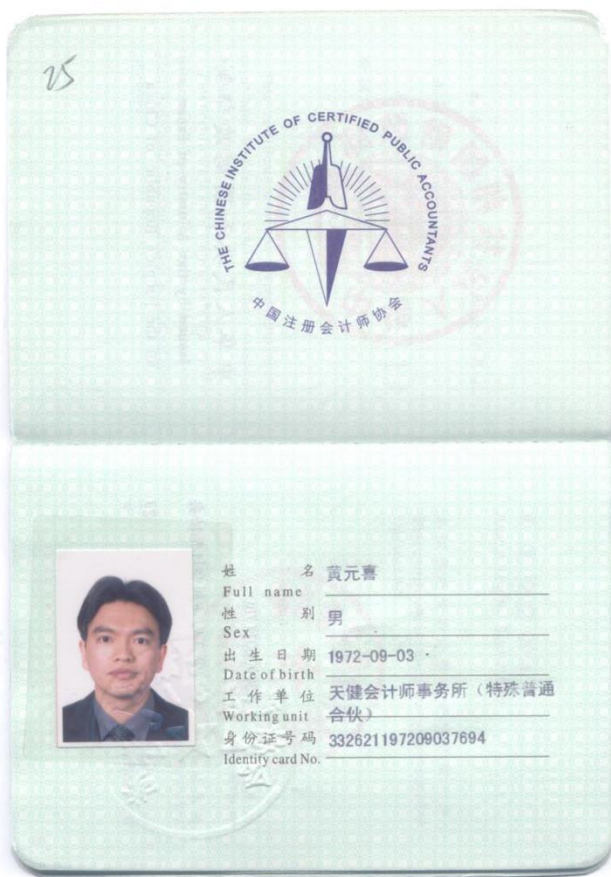 25
THE CHINESE INSTITUTE OF CERTIFIED PUBLIC ACCOUNTANTS
中国注册会计师协会
姓 名 黄元喜
Full name
性 别 男
Sex
出生日期 1972-09-03
Date of birth
工作单位 天健会计师事务所（特殊普通
Working unit 合伙）
身份证号码 332621197209037694
Identity card No.